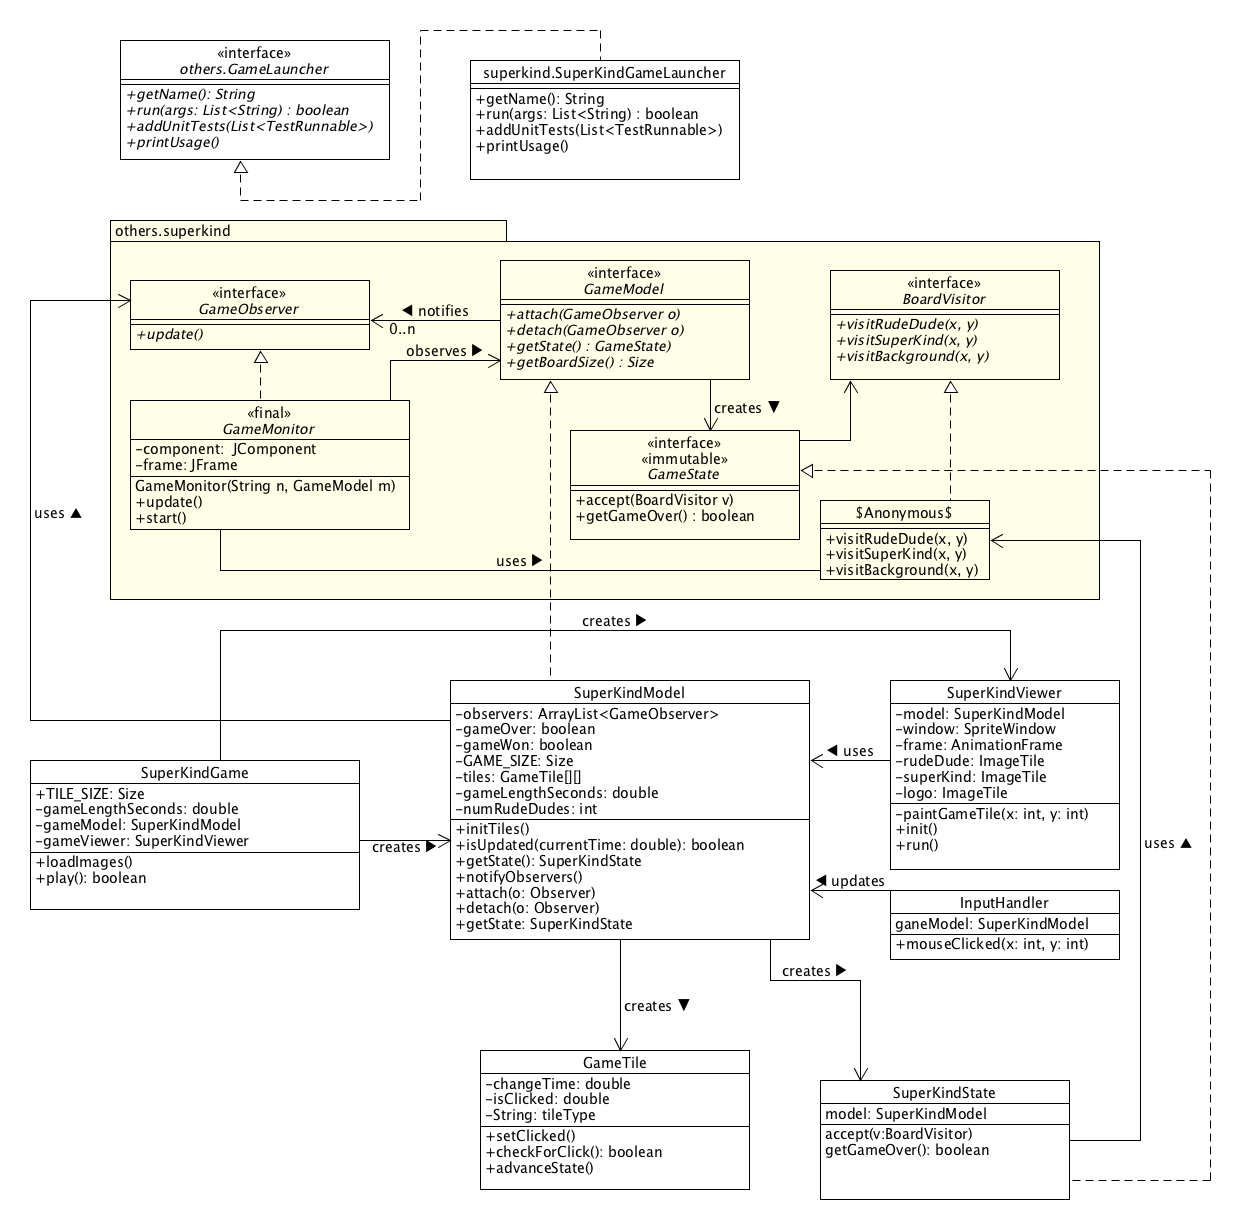 «interface»
others.GameLauncher
+getName(): String
+run(args: List<String) : boolean
+addUnitTests(List<TestRunnable>)
+printUsage()
superkind.SuperKindGameLauncher
+getName(): String
+run(args: List<String) : boolean
+addUnitTests(List<TestRunnable>)
+printUsage()
others.superkind
«interface»
GameObserver
+update()
notifies
0..n
observes
«interface»
GameModel
+attach(GameObserver o)
+detach(GameObserver o)
+getState() : GameState)
+getBoardSize() : Size
«interface»
BoardVisitor
+visitRudeDude(x, y)
+visitSuperKind(x, y)
+visitBackground(x, y)
creates
«final»
GameMonitor
-component:  JComponent
-frame: JFrame
GameMonitor(String n, GameModel m)
+update()
+start()
«interface»
«immutable»
GameState
+accept(BoardVisitor v)
+getGameOver() : boolean
$Anonymous$
+visitRudeDude(x, y)
+visitSuperKind(x, y)
+visitBackground(x, y)
uses
uses
creates
SuperKindModel
-observers: ArrayList<GameObserver>
-gameOver: boolean
-gameWon: boolean
-GAME_SIZE: Size
-tiles: GameTile[][]
-gameLengthSeconds: double
-numRudeDudes: int
+initTiles()
+isUpdated(currentTime: double): boolean
+getState(): SuperKindState
+notifyObservers()
+attach(o: Observer)
+detach(o: Observer)
+getState: SuperKindState
SuperKindViewer
-model: SuperKindModel
-window: SpriteWindow
-frame: AnimationFrame
-rudeDude: ImageTile
-superKind: ImageTile
-logo: ImageTile
-paintGameTile(x: int, y: int)
+init()
+run()
uses
SuperKindGame
+TILE_SIZE: Size
-gameLengthSeconds: double
-gameModel: SuperKindModel
-gameViewer: SuperKindViewer
+loadImages()
+play(): boolean
creates
uses
updates
InputHandler
ganeModel: SuperKindModel
+mouseClicked(x: int, y: int)
creates
creates
GameTile
-changeTime: double
-isClicked: double
-String: tileType
+setClicked()
+checkForClick(): boolean
+advanceState()
SuperKindState
model: SuperKindModel
accept(v:BoardVisitor)
getGameOver(): boolean